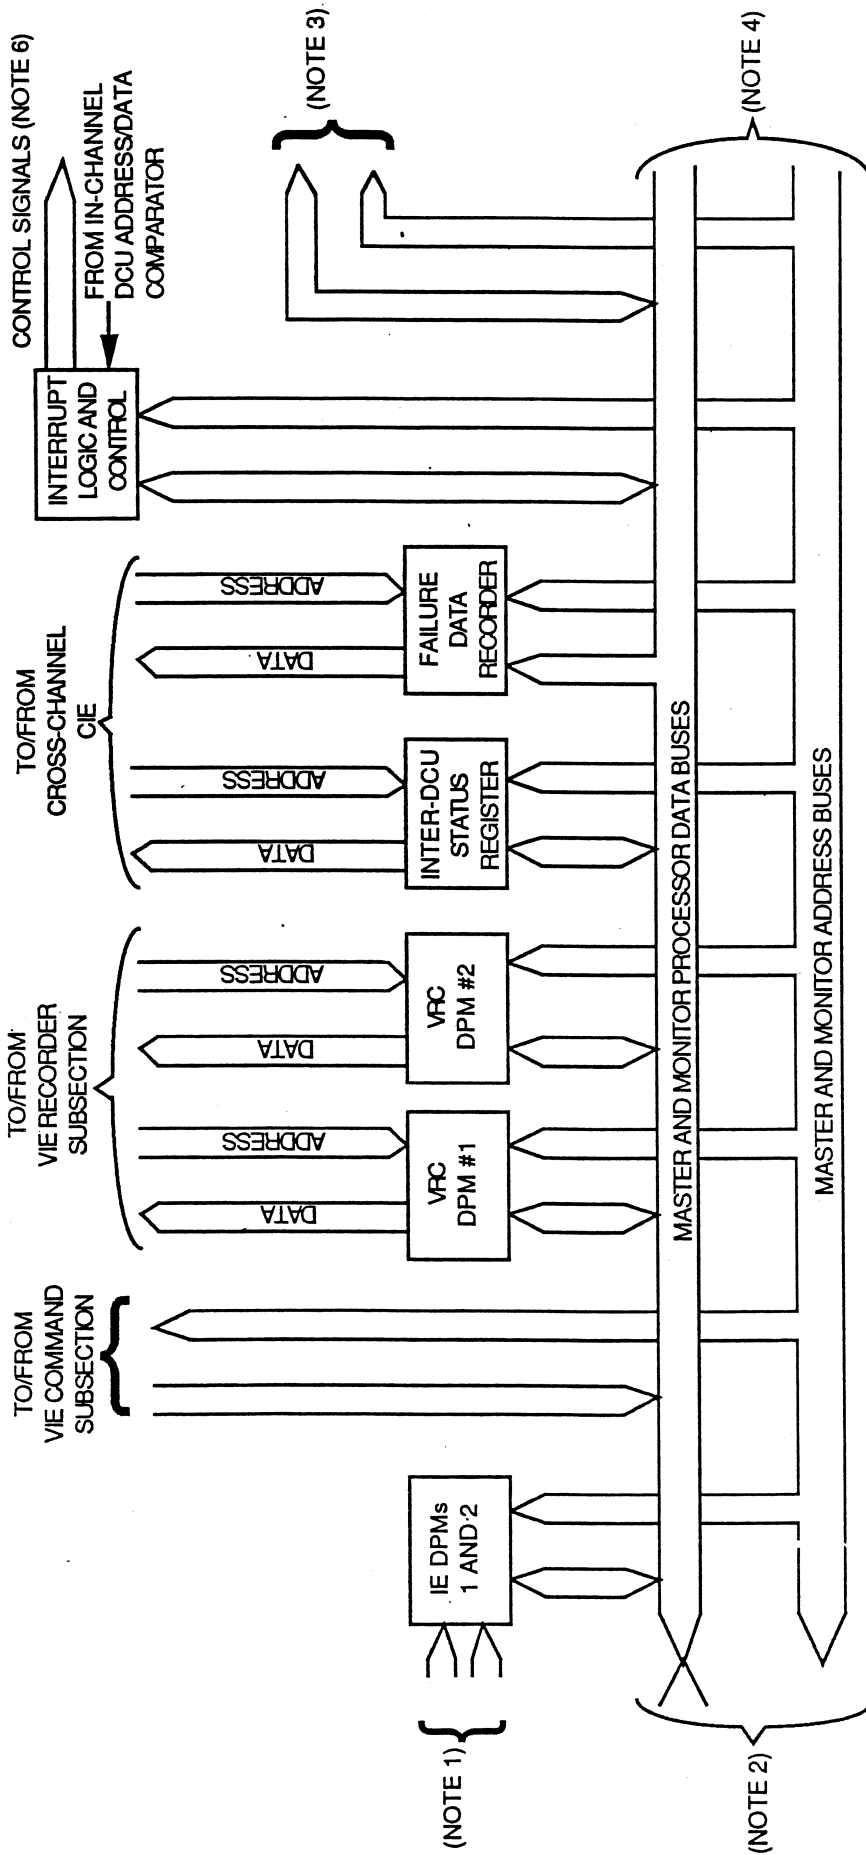 TO/FROM
VIE COMMAND
SUBSECTION
TO/FROM
VIE RECORDER
SUBSECTION
TO/FROM
CROSS-CHANNEL
CIE
CONTROL SIGNALS (NOTE 6)
INTERRUPT
LOGIC AND
CONTROL
FROM IN-CHANNEL
DCU ADDRESS/DATA
COMPARATOR
DATA
ADDRESS
DATA
ADDRESS
DATA
ADDRESS
DATA
ADDRESS
(NOTE 3)
(NOTE 1)
IE DPMs
1 AND 2
VRC
DPM #1
VRC
DPM #2
INTER-DCU
STATUS
REGISTER
FAILURE
DATA
RECORDER
MASTER AND MONITOR PROCESSOR DATA BUSES
(NOTE 2)
(NOTE 4)
MASTER AND MONITOR ADDRESS BUSES